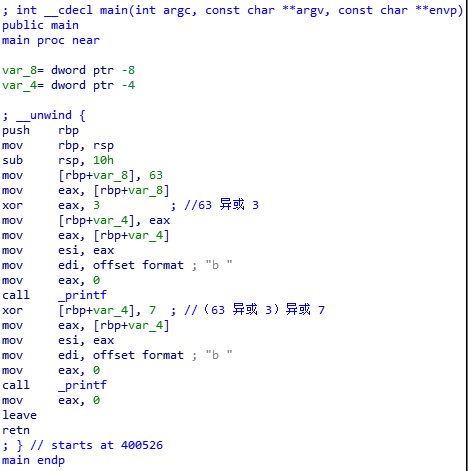 ; int __cdecl main(int argc, const char **argv, const char **envp)
public main
main proc near
var_8= dword ptr -8
var_4= dword ptr -4
; __unwind {
push rbp
mov rbp, rsp
sub rsp, 10h
mov [rbp+var_8], 63
mov eax, [rbp+var_8]
xor eax, 3 ; //63 异或 3
mov [rbp+var_4], eax
mov eax, [rbp+var_4]
mov esi, eax
mov edi, offset format ; "b "
mov eax, 0
call _printf
xor [rbp+var_4], 7 ; //（63 异或 3）异或 7
mov eax, [rbp+var_4]
mov esi, eax
mov edi, offset format ; "b "
mov eax, 0
call _printf
mov eax, 0
leave
retn
; } // starts at 400526
main endp